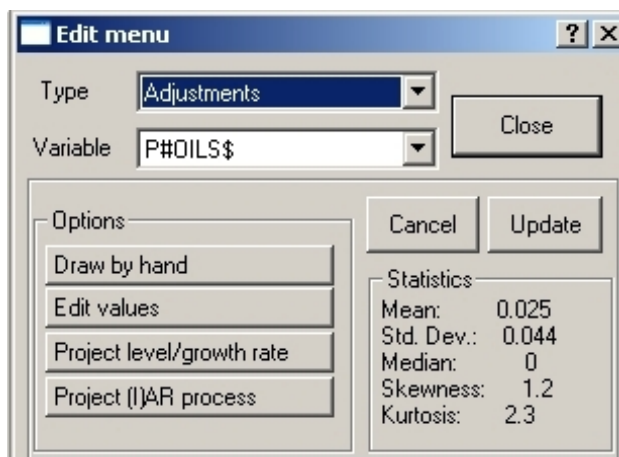 Edit menu
Type Adjustments
Close
Variable P#OILS$
Options
Cancel Update
Draw by hand
Edit values
Project level/growth rate
Project (I)AR process
Statistics
Mean: 0.025
Std. Dev.: 0.044
Median: 0
Skewness: 1.2
Kurtosis: 2.3